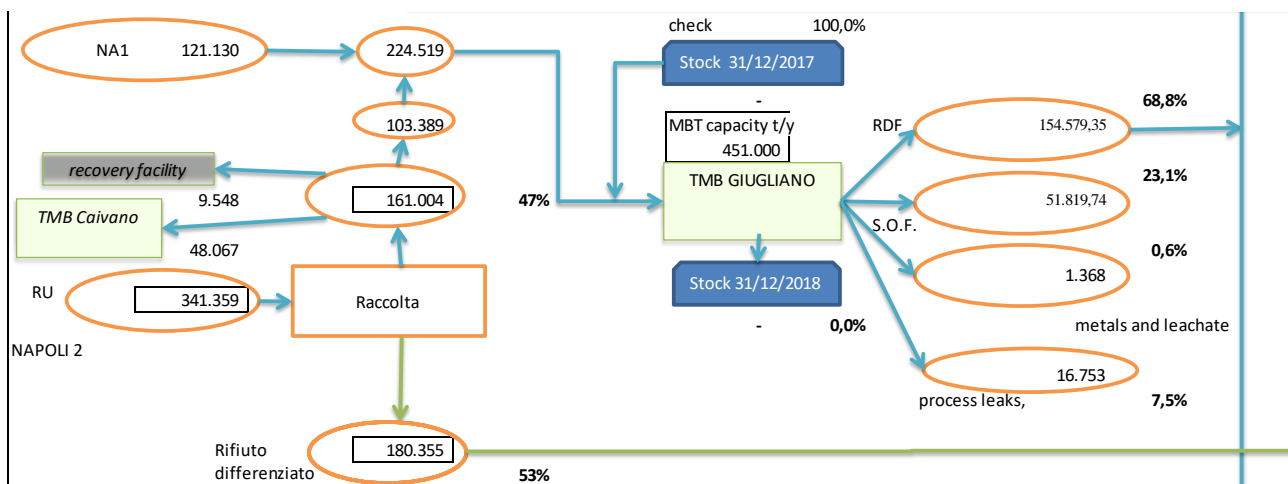 check 100,0%
NA1 121.130
224.519
Stock 31/12/2017
-
68,8%
103.389
MBT capacity t/y
451.000
RDF
154.579,35
recovery facility
9.548
161.004
47%
TMB GIUGLIANO
23,1%
51.819,74
TMB Caivano
48.067
S.O.F.
0,6%
RU
341.359
Raccolta
Stock 31/12/2018
1.368
- 0,0%
metals and leachate
NAPOLI 2
16.753
process leaks,
7,5%
Rifiuto
differenziato
180.355
53%